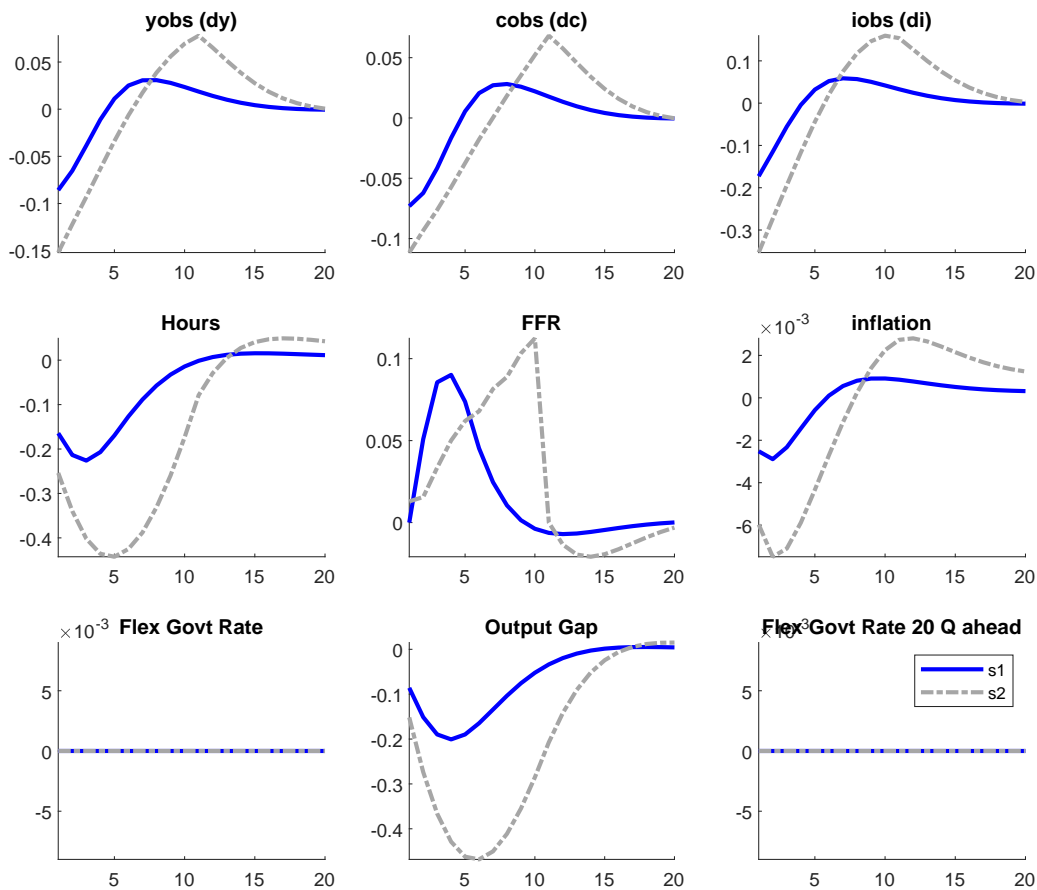 yobs (dy)
0.05
0
-0.05
-0.1
-0.15
5 10 15 20
cobs (dc)
0.05
0
-0.05
-0.1
5 10 15 20
iobs (di)
0.1
0
-0.1
-0.2
-0.3
5 10 15 20
Hours
0
-0.1
-0.2
-0.3
-0.4
5 10 15 20
FFR
0.1
0.05
0
5 10 15 20
inflation
×10-3
2
0
-2
-4
-6
5 10 15 20
Flex Govt Rate
×10-3
5
0
-5
5 10 15 20
Output Gap
0
-0.1
-0.2
-0.3
-0.4
5 10 15 20
Flex Govt Rate 20 Q ahead
×10-3
5
0
-5
5 10 15 20
s1
s2